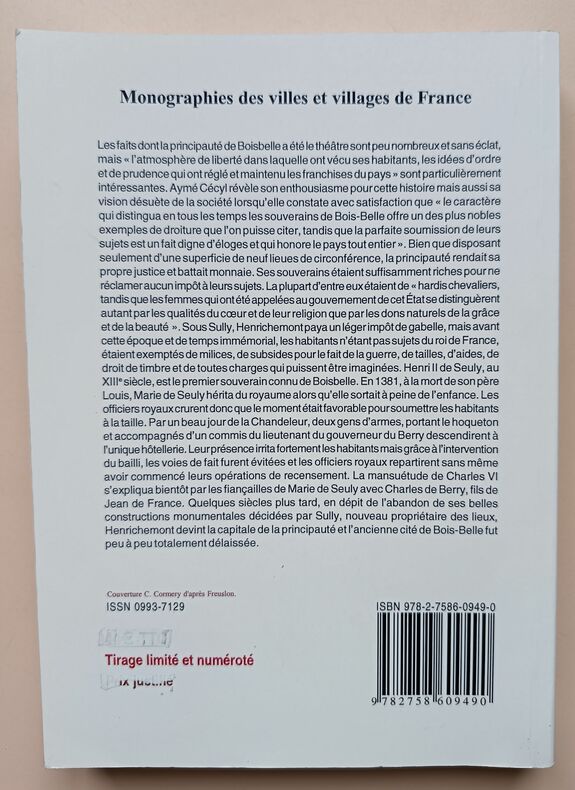 Monographies des villes et villages de France
Les faits dont la principauté de Boisbelle a été le théâtre sont peu nombreux et sans éclat,
mais « l'atmosphère de liberté dans laquelle ont vécu ses habitants, les idées d'ordre
et de prudence qui ont réglé et maintenu les franchises du pays » sont particulièrement
intéressantes. Aymé Cécyl révèle son enthousiasme pour cette histoire mais aussi sa
vision désuète de la société lorsqu'elle constate avec satisfaction que « le caractère
qui distingua en tous les temps les souverains de Bois-Belle offre un des plus nobles
exemples de droiture que l'on puisse citer, tandis que la parfaite soumission de leurs
sujets est un fait digne d'éloges et qui honore le pays tout entier ». Bien que disposant
seulement d'une superficie de neuf lieues de circonférence, la principauté rendait sa
propre justice et battait monnaie. Ses souverains étaient suffisamment riches pour ne
réclamer aucun impôt à leurs sujets. La plupart d'entre eux étaient de « hardis chevaliers,
tandis que les femmes qui ont été appelées au gouvernement de cet État se distinguèrent
autant par les qualités du cœur et de leur religion que par les dons naturels de la grâce
et de la beauté ». Sous Sully, Henrichemont paya un léger impôt de gabelle, mais avant
cette époque et de temps immémorial, les habitants n'étant pas sujets du roi de France,
étaient exemptés de milices, de subsides pour le fait de la guerre, de tailles, d'aides, de
droit de timbre et de toutes charges qui puissent être imaginées. Henri II de Seuly, au
XIIIe siècle, est le premier souverain connu de Boisbelle. En 1381, à la mort de son père
Louis, Marie de Seuly hérita du royaume alors qu'elle sortait à peine de l'enfance. Les
officiers royaux crurent donc que le moment était favorable pour soumettre les habitants
à la taille. Par un beau jour de la Chandeleur, deux gens d'armes, portant le hoqueton
et accompagnés d'un commis du lieutenant du gouverneur du Berry descendirent à
l'unique hôtellerie. Leur présence irrita fortement les habitants mais grâce à l'intervention
du bailli, les voies de fait furent évitées et les officiers royaux repartirent sans même
avoir commencé leurs opérations de recensement. La mansuétude de Charles VI
s'expliqua bientôt par les fiançailles de Marie de Seuly avec Charles de Berry, fils de
Jean de France. Quelques siècles plus tard, en dépit de l'abandon de ses belles
constructions monumentales décidées par Sully, nouveau propriétaire des lieux,
Henrichemont devint la capitale de la principauté et l'ancienne cité de Bois-Belle fut
peu à peu totalement délaissée.
Couverture C. Cormery d'après Freuslon.
ISSN 0993-7129
ISBN 978-2-7586-0949-0
Tirage limité et numéroté
9 782758 609490